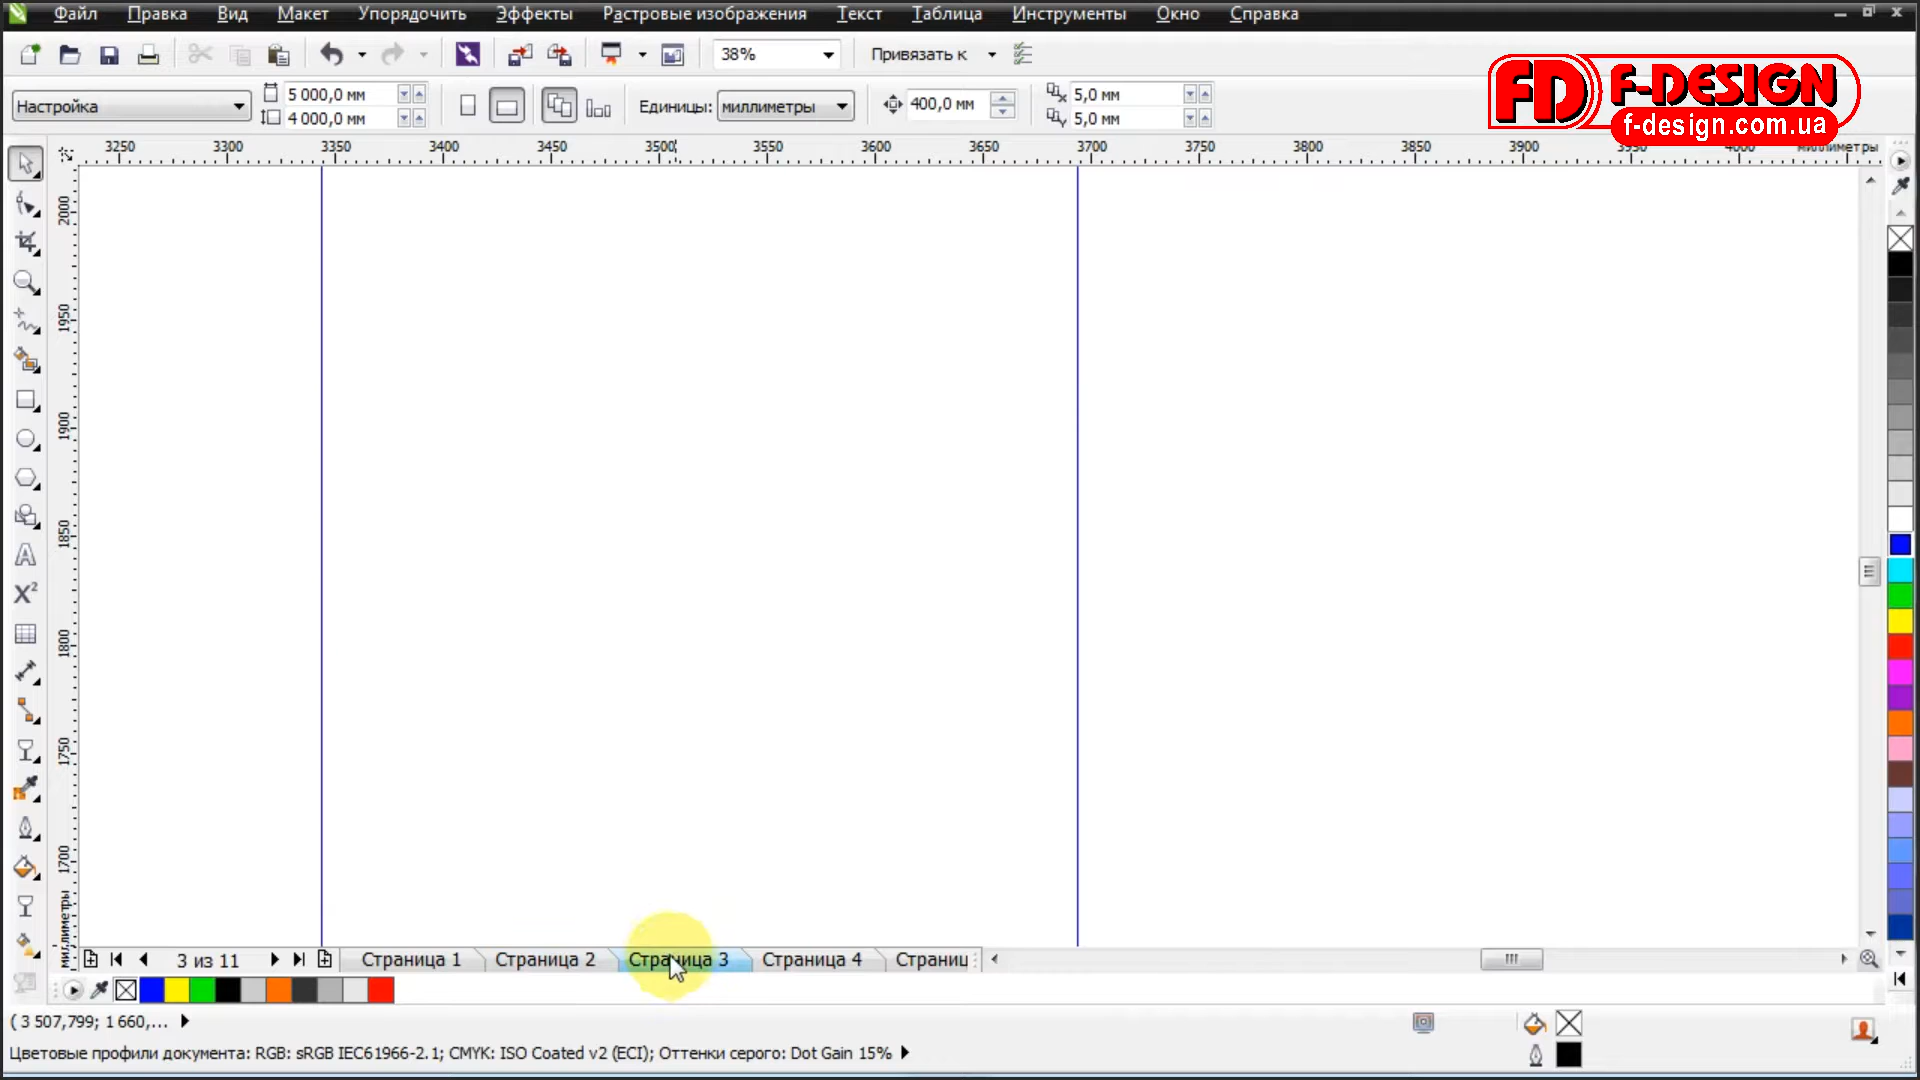 Файл Правка Вид Макет Упорядочить Эффекты Растровые изображения Текст Таблица Инструменты Окно Справка
38% Привязать к
FD F-DESIGN
f-design.com.ua
Настройка 5 000,0 мм 4 000,0 мм Единицы: миллиметры 400,0 мм 5,0 мм 5,0 мм
3250 3300 3350 3400 3450 3500 3550 3600 3650 3700 3750 3800 3850 3900 3950 4000 миллиметры
2000
1950
1900
1850
1800
1750
1700
миллиметры
3 из 11 Страница 1 Страница 2 Страница 3 Страница 4 Страниц
( 3 507,799; 1 660,...
Цветовые профили документа: RGB: sRGB IEC61966-2.1; CMYK: ISO Coated v2 (ECI); Оттенки серого: Dot Gain 15%